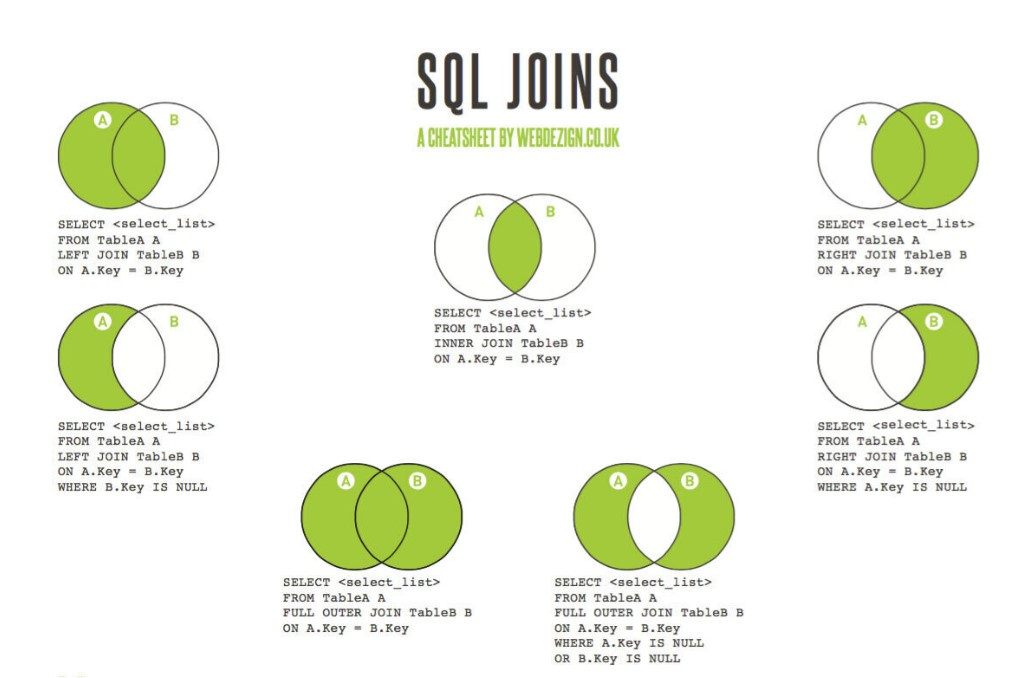 SQL JOINS
A CHEATSHEET BY WEBDEZIGN.CO.UK
A B
SELECT <select_list>
FROM TableA A
LEFT JOIN TableB B
ON A.Key = B.Key
A B
SELECT <select_list>
FROM TableA A
RIGHT JOIN TableB B
ON A.Key = B.Key
A B
SELECT <select_list>
FROM TableA A
INNER JOIN TableB B
ON A.Key = B.Key
A B
SELECT <select_list>
FROM TableA A
LEFT JOIN TableB B
ON A.Key = B.Key
WHERE B.Key IS NULL
A B
SELECT <select_list>
FROM TableA A
RIGHT JOIN TableB B
ON A.Key = B.Key
WHERE A.Key IS NULL
A B
SELECT <select_list>
FROM TableA A
FULL OUTER JOIN TableB B
ON A.Key = B.Key
A B
SELECT <select_list>
FROM TableA A
FULL OUTER JOIN TableB B
ON A.Key = B.Key
WHERE A.Key IS NULL
OR B.Key IS NULL